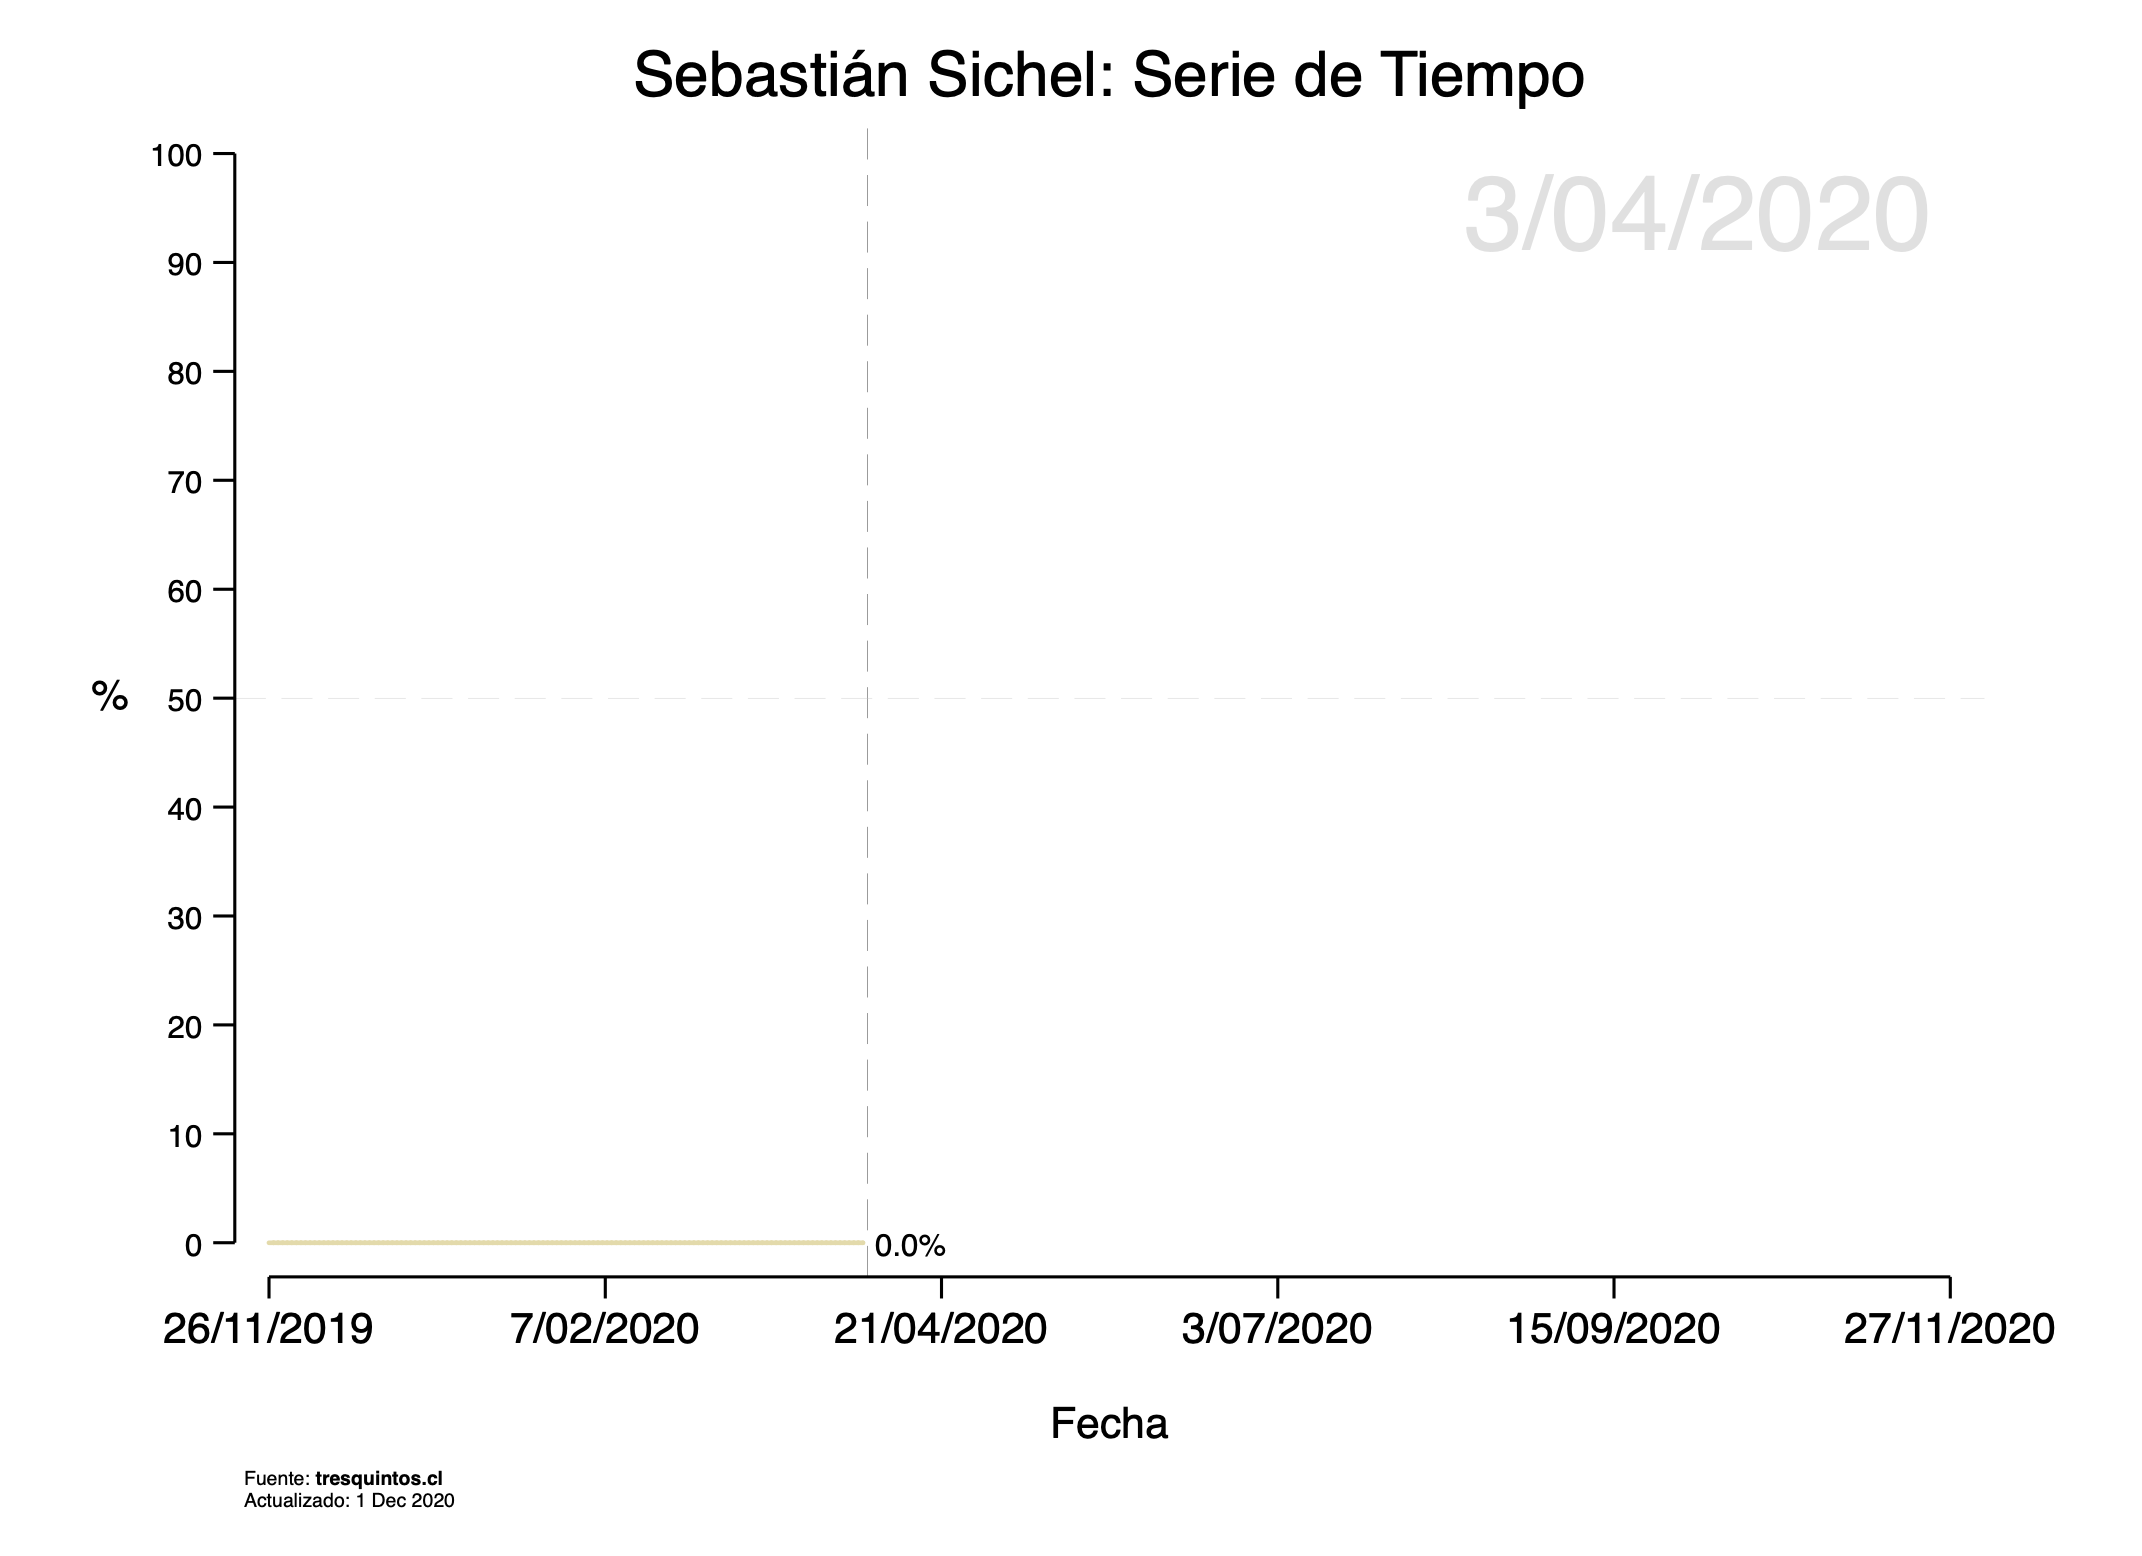 Sebastián Sichel: Serie de Tiempo
3/04/2020
100
90
80
70
60
% 50
40
30
20
10
0
0.0%
26/11/2019 7/02/2020 21/04/2020 3/07/2020 15/09/2020 27/11/2020
Fecha
Fuente: tresquintos.cl
Actualizado: 1 Dec 2020